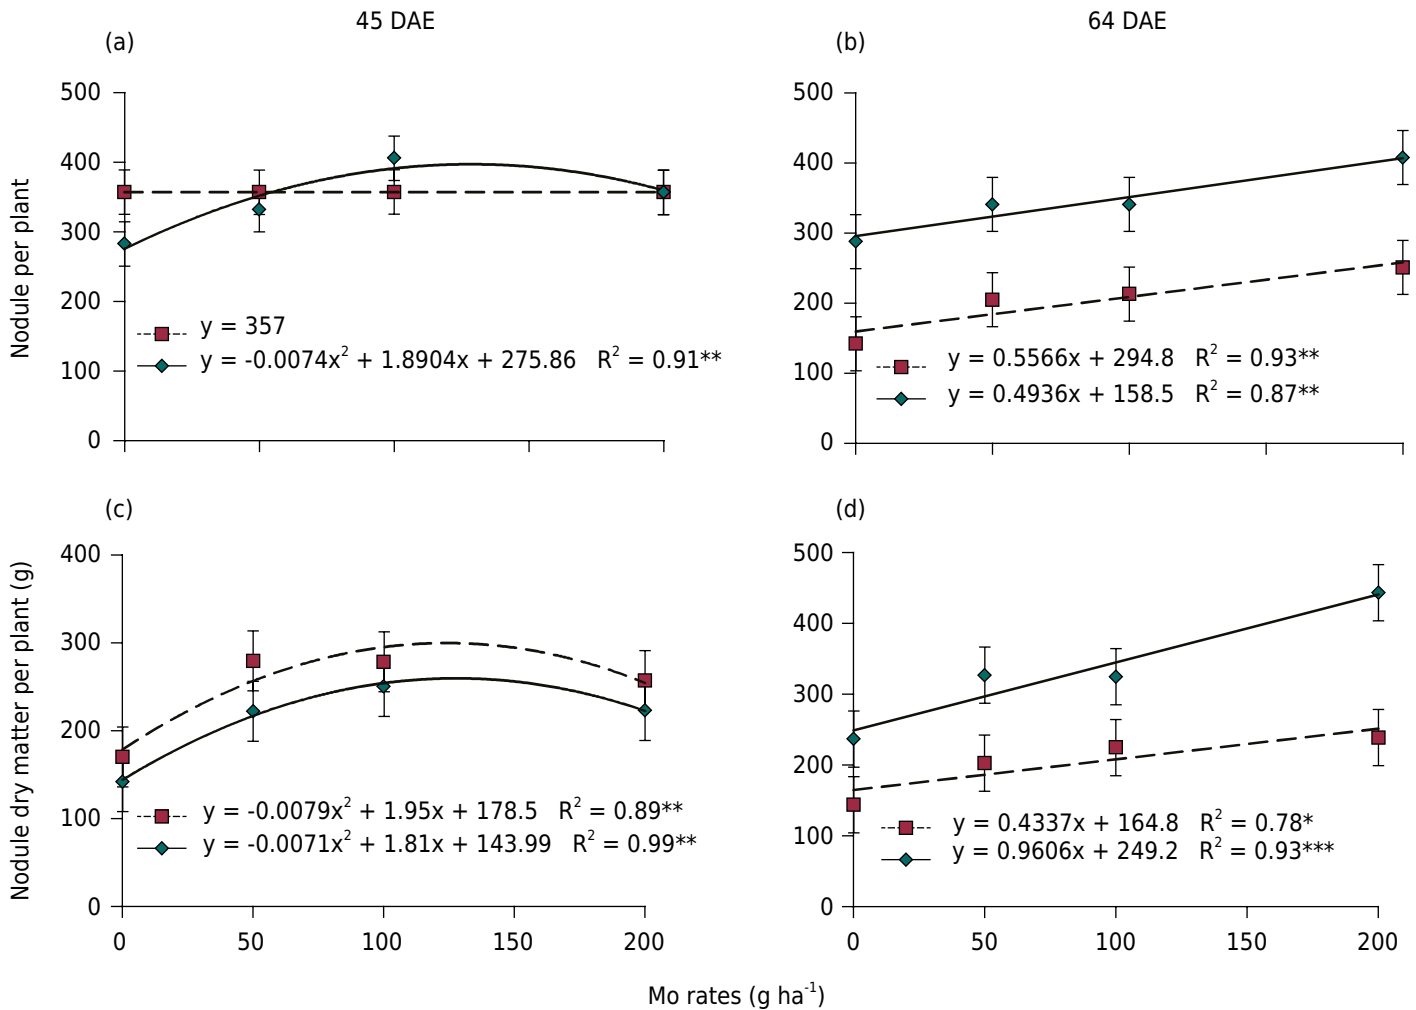 45 DAE
64 DAE
(a)
(b)
Nodule per plant
500
400
300
200
100
0
y = 357
y = -0.0074x² + 1.8904x + 275.86 R² = 0.91**
500
400
300
200
100
0
y = 0.5566x + 294.8 R² = 0.93**
y = 0.4936x + 158.5 R² = 0.87**
(c)
(d)
Nodule dry matter per plant (g)
400
300
200
100
0
y = -0.0079x² + 1.95x + 178.5 R² = 0.89**
y = -0.0071x² + 1.81x + 143.99 R² = 0.99**
0 50 100 150 200
500
400
300
200
100
0
y = 0.4337x + 164.8 R² = 0.78*
y = 0.9606x + 249.2 R² = 0.93***
0 50 100 150 200
Mo rates (g ha⁻¹)